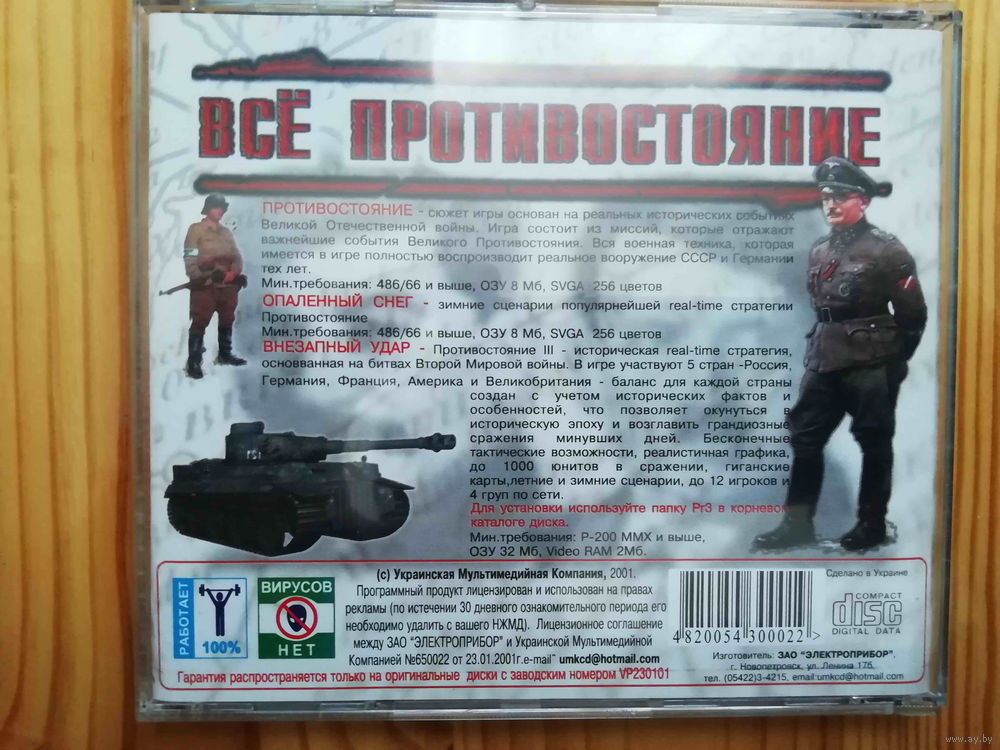 ВСЁ ПРОТИВОСТОЯНИЕ
ПРОТИВОСТОЯНИЕ - сюжет игры основан на реальных исторических событиях
Великой Отечественной войны. Игра состоит из миссий, которые отражают
важнейшие события Великого Противостояния. Вся военная техника, которая
имеется в игре полностью воспроизводит реальное вооружение СССР и Германии
тех лет.
Мин.требования: 486/66 и выше, ОЗУ 8 Мб, SVGA 256 цветов
ОПАЛЕННЫЙ СНЕГ - зимние сценарии популярнейшей real-time стратегии
Противостояние
Мин.требования: 486/66 и выше, ОЗУ 8 Мб, SVGA 256 цветов
ВНЕЗАПНЫЙ УДАР - Противостояние III - историческая real-time стратегия,
основванная на битвах Второй Мировой войны. В игре участвуют 5 стран -Россия,
Германия, Франция, Америка и Великобритания - баланс для каждой страны
создан с учетом исторических фактов и
особенностей, что позволяет окунуться в
историческую эпоху и возглавить грандиозные
сражения минувших дней. Бесконечные
тактические возможности, реалистичная графика,
до 1000 юнитов в сражении, гиганские
карты,летние и зимние сценарии, до 12 игроков и
4 груп по сети.
Для установки используйте папку Pr3 в корневом
каталоге диска.
Мин.требования: P-200 MMX и выше,
ОЗУ 32 Мб, Video RAM 2Мб.
РАБОТАЕТ
100%
ВИРУСОВ
НЕТ
(с) Украинская Мультимедийная Компания, 2001.
Программный продукт лицензирован и использован на правах
рекламы (по истечении 30 дневного ознакомительного периода его
необходимо удалить с вашего НЖМД). Лицензионное соглашение
между ЗАО "ЭЛЕКТРОПРИБОР" и Украинской Мультимедийной
Компанией №650022 от 23.01.2001г.e-mail" umkcd@hotmail.com
Гарантия распространяется только на оригинальные диски с заводским номером VP230101
4 820054 300022 >
Сделано в Украине
COMPACT
disc
DIGITAL DATA
Изготовитель: ЗАО "ЭЛЕКТРОПРИБОР".
г. Новопетровск, ул. Ленина 17б.
тел. (05422)3-4215, email:umkcd@hotmail.com
www.ay.by